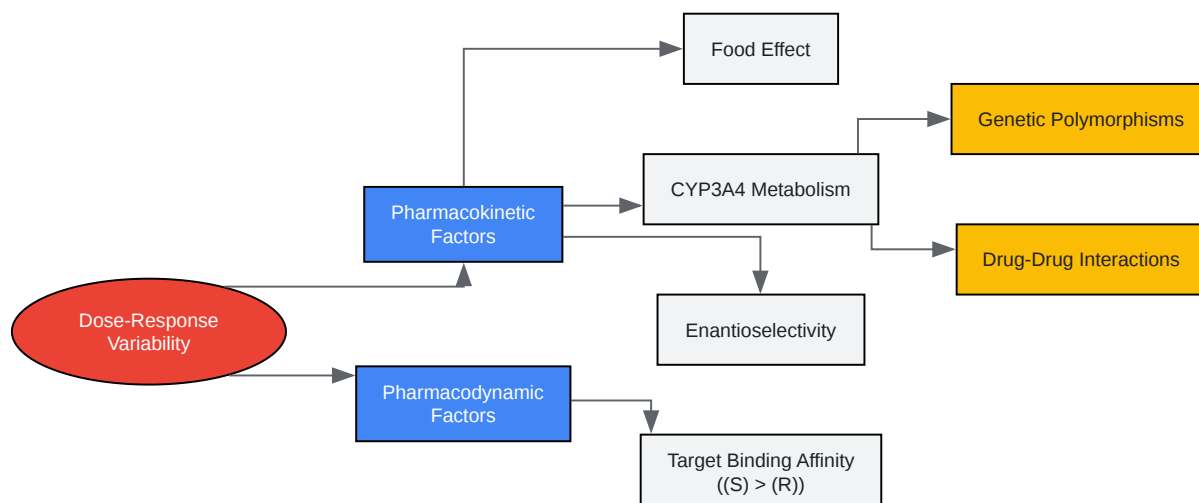 Food Effect
Genetic Polymorphisms
CYP3A4 Metabolism
Pharmacokinetic
Factors
Drug-Drug Interactions
Dose-Response
Variability
Enantioselectivity
Pharmacodynamic
Factors
Target Binding Affinity
((S) > (R))